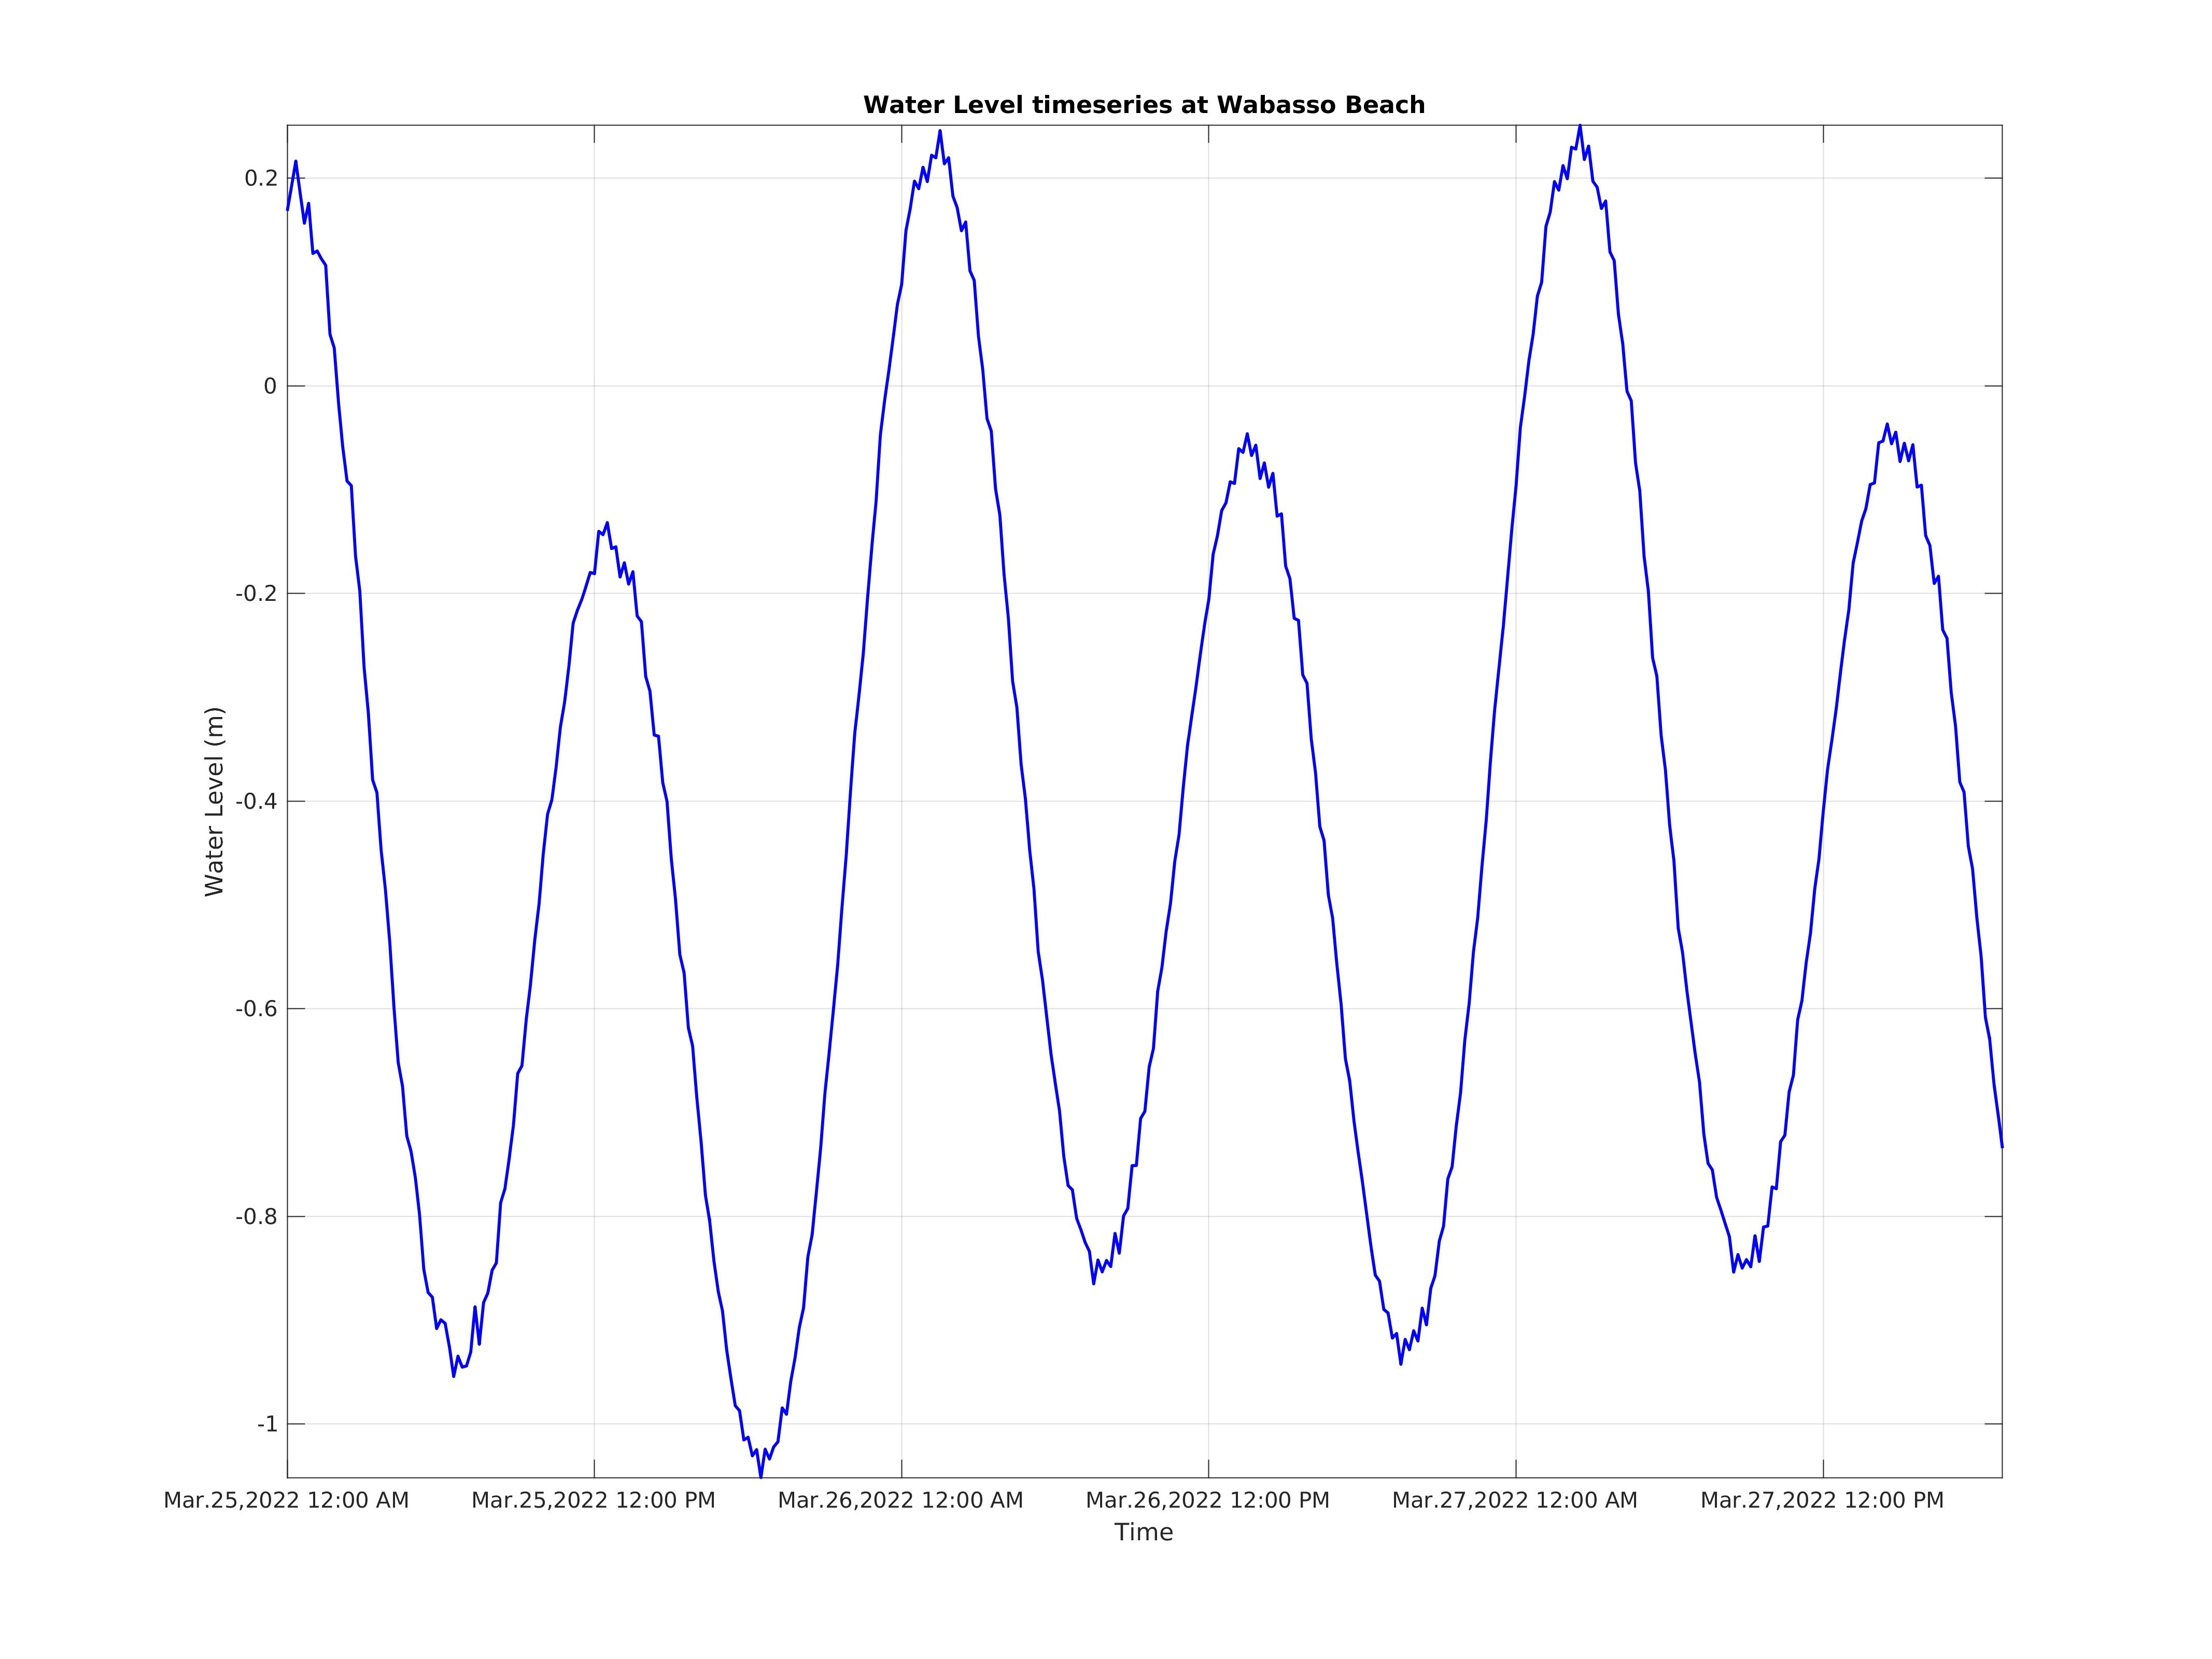 Water Level timeseries at Wabasso Beach
0.2
0
-0.2
-0.4
-0.6
-0.8
-1
Water Level (m)
Mar.25,2022 12:00 AM Mar.25,2022 12:00 PM Mar.26,2022 12:00 AM Mar.26,2022 12:00 PM Mar.27,2022 12:00 AM Mar.27,2022 12:00 PM
Time